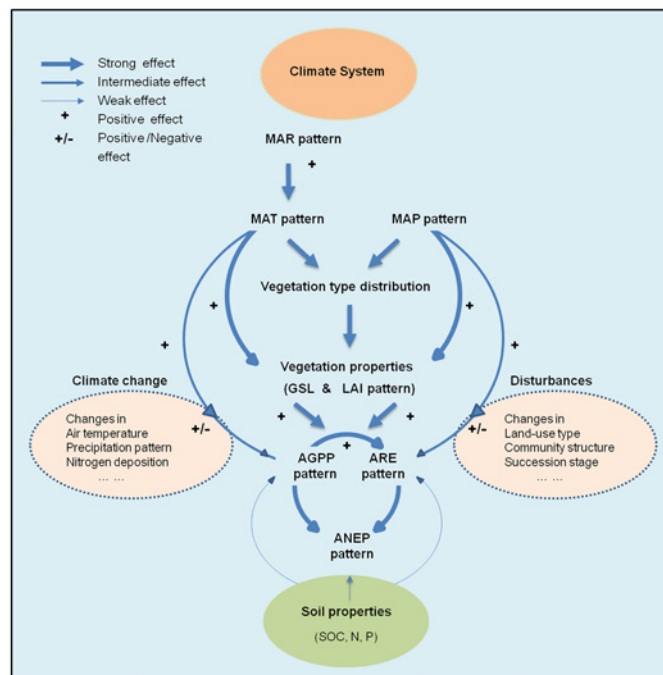 Strong effect
Intermediate effect
Weak effect
+
Positive effect
+/-
Positive /Negative
effect
Climate System
MAR pattern
+
MAT pattern
MAP pattern
Vegetation type distribution
+
+
+
+
Vegetation properties
(GSL & LAI pattern)
Climate change
Changes in
Air temperature
Precipitation pattern
Nitrogen deposition
... ...
+/-
Disturbances
Changes in
Land-use type
Community structure
Succession stage
... ...
+/-
+
+
+
AGPP
pattern
ARE
pattern
ANEP
pattern
Soil properties
(SOC, N, P)